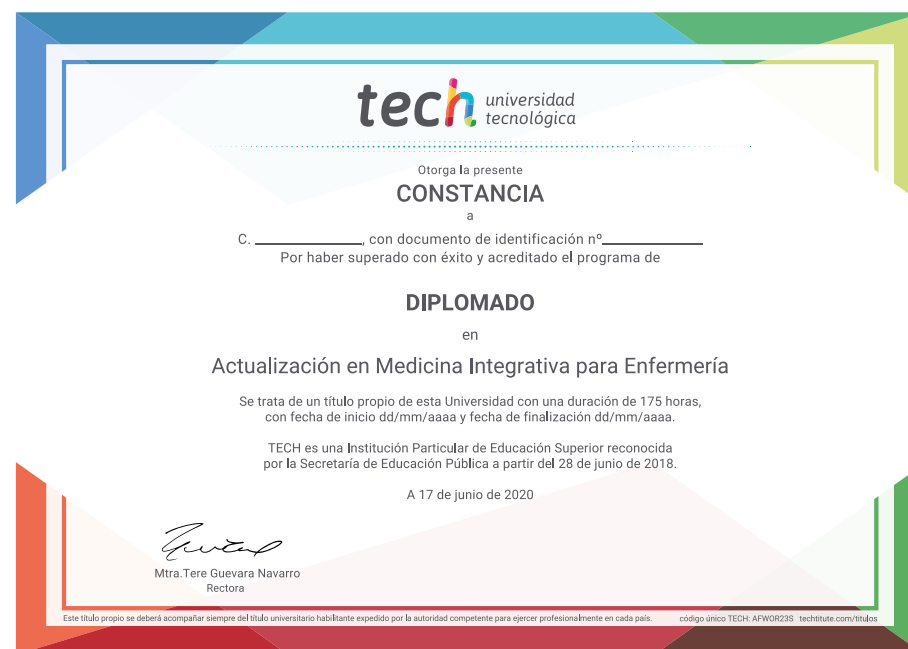 tech universidad
tecnológica
Otorga la presente
CONSTANCIA
a
C. ____________, con documento de identificación nº____________
Por haber superado con éxito y acreditado el programa de
DIPLOMADO
en
Actualización en Medicina Integrativa para Enfermería
Se trata de un título propio de esta Universidad con una duración de 175 horas,
con fecha de inicio dd/mm/aaaa y fecha de finalización dd/mm/aaaa.
TECH es una Institución Particular de Educación Superior reconocida
por la Secretaría de Educación Pública a partir del 28 de junio de 2018.
A 17 de junio de 2020
Mtra.Tere Guevara Navarro
Rectora
Este título propio se deberá acompañar siempre del título universitario habilitante expedido por la autoridad competente para ejercer profesionalmente en cada país. código único TECH: AFWOR23S techtitute.com/titulos